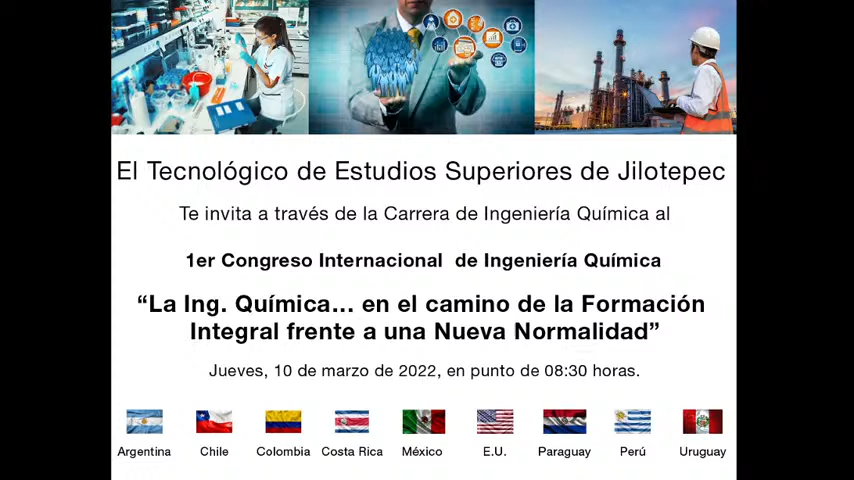 El Tecnológico de Estudios Superiores de Jilotepec
Te invita a través de la Carrera de Ingeniería Química al
1er Congreso Internacional de Ingeniería Química
“La Ing. Química... en el camino de la Formación
Integral frente a una Nueva Normalidad”
Jueves, 10 de marzo de 2022, en punto de 08:30 horas.
Argentina Chile Colombia Costa Rica México E.U. Paraguay Perú Uruguay